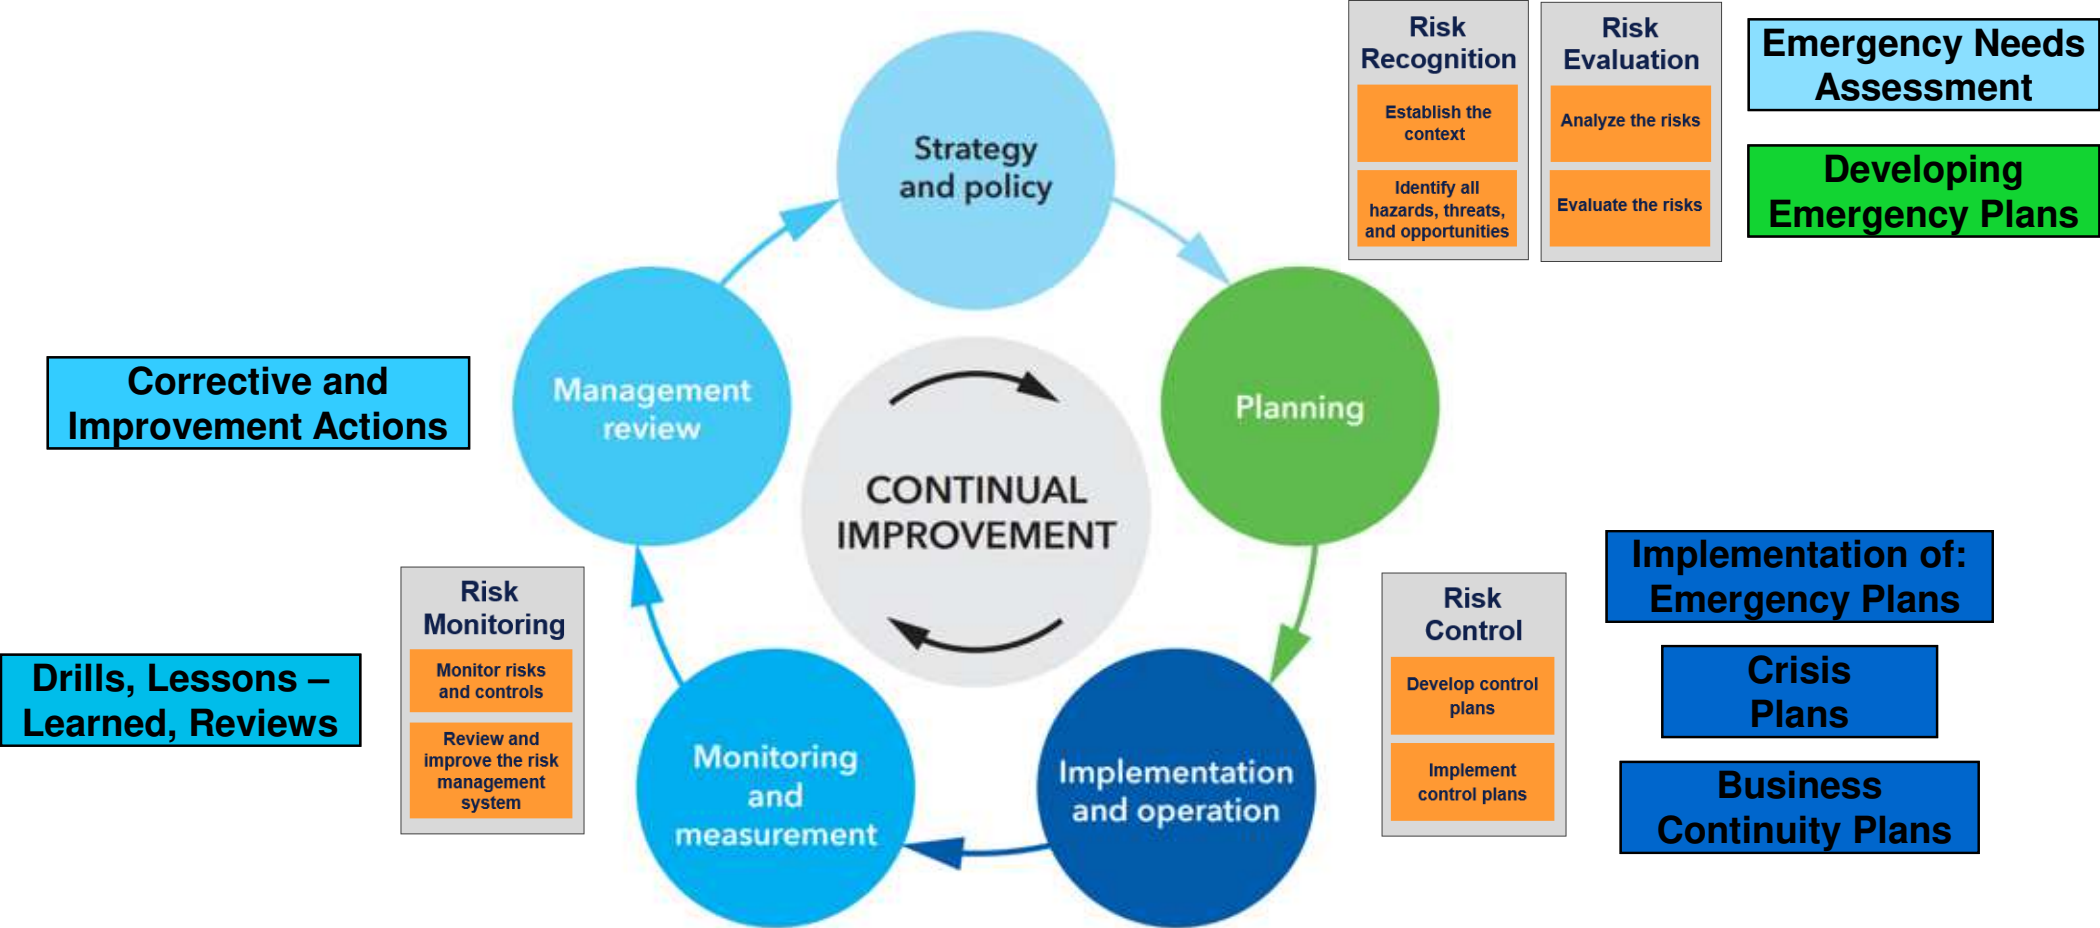 Strategy
and policy
Planning
Implementation
and operation
Monitoring
and
measurement
Management
review
CONTINUAL
IMPROVEMENT
Risk
Recognition
Establish the
context
Identify all
hazards, threats,
and opportunities
Risk
Evaluation
Analyze the risks
Evaluate the risks
Emergency Needs
Assessment
Developing
Emergency Plans
Risk
Control
Develop control
plans
Implement
control plans
Implementation of:
Emergency Plans
Crisis
Plans
Business
Continuity Plans
Risk
Monitoring
Monitor risks
and controls
Review and
improve the risk
management
system
Drills, Lessons –
Learned, Reviews
Corrective and
Improvement Actions